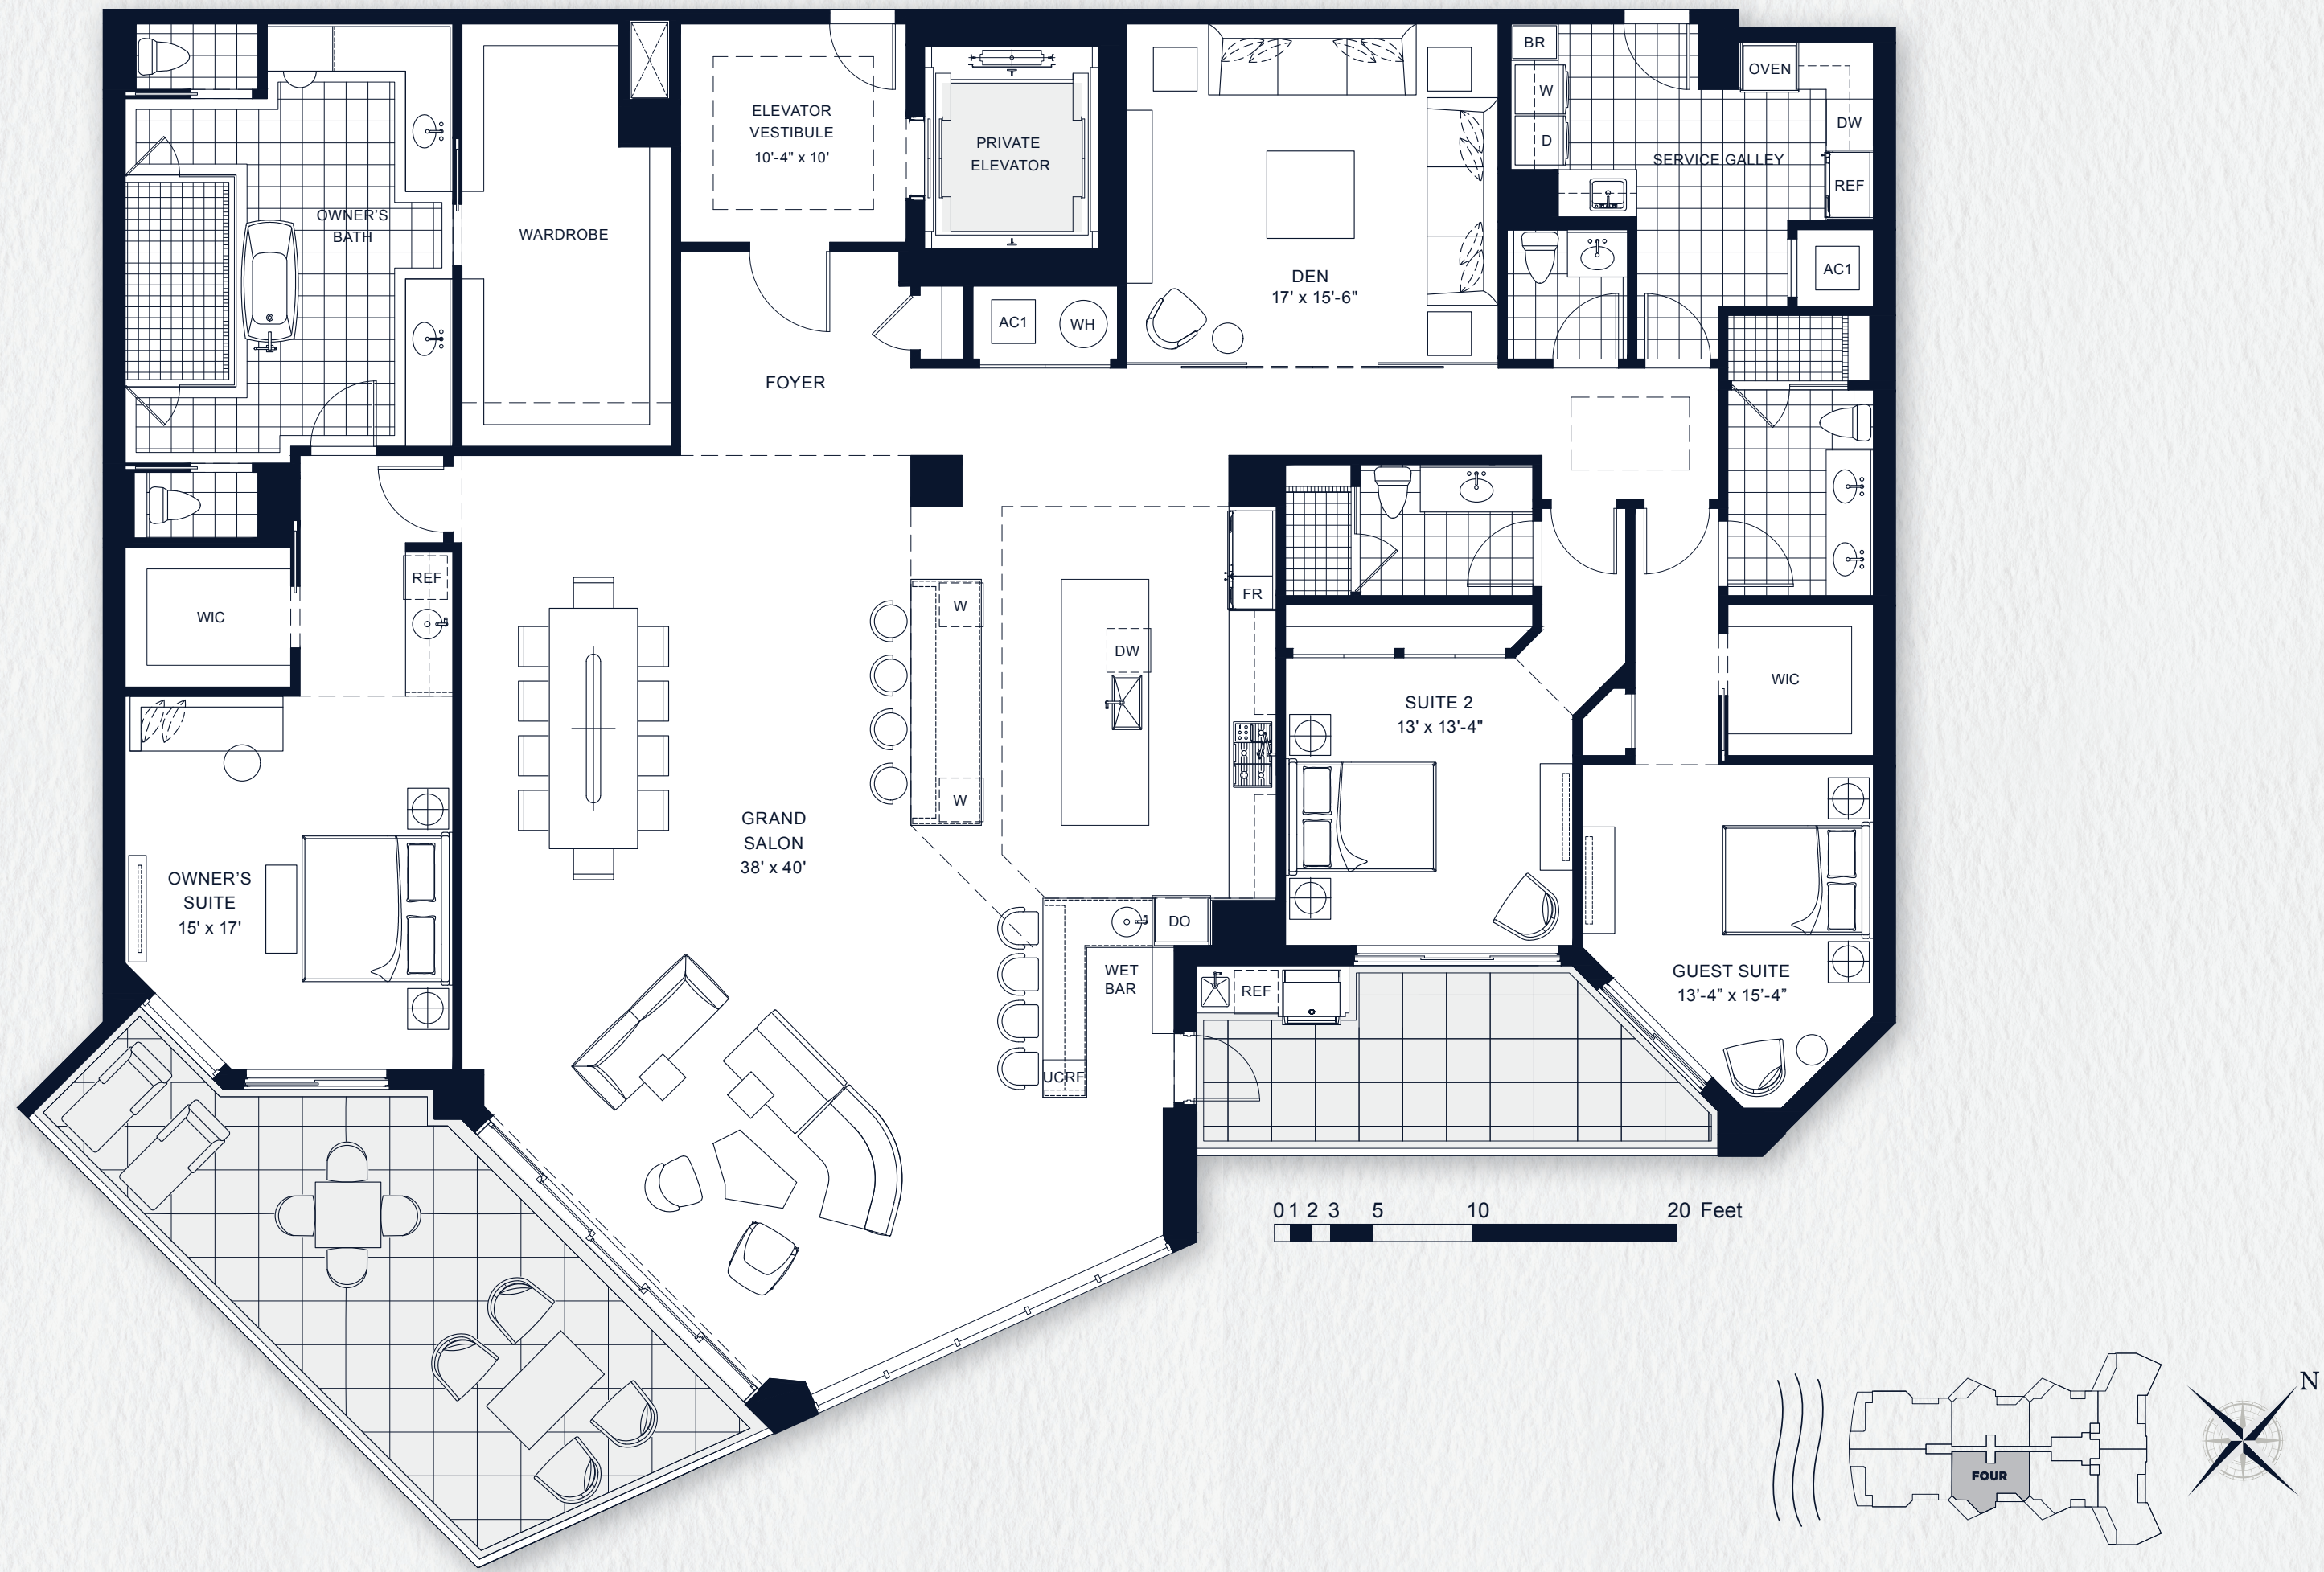 ELEVATOR
VESTIBULE
10'-4" x 10'
PRIVATE
ELEVATOR
BR
W
D
OVEN
DW
SERVICE GALLEY
REF
AC1
OWNER'S
BATH
WARDROBE
DEN
17' x 15'-6"
AC1
WH
FOYER
REF
WIC
W
W
FR
DW
SUITE 2
13' x 13'-4"
WIC
GRAND
SALON
38' x 40'
OWNER'S
SUITE
15' x 17'
DO
WET
BAR
REF
GUEST SUITE
13'-4” x 15'-4”
UCRF
0 1 2 3 5 10 20 Feet
N
FOUR